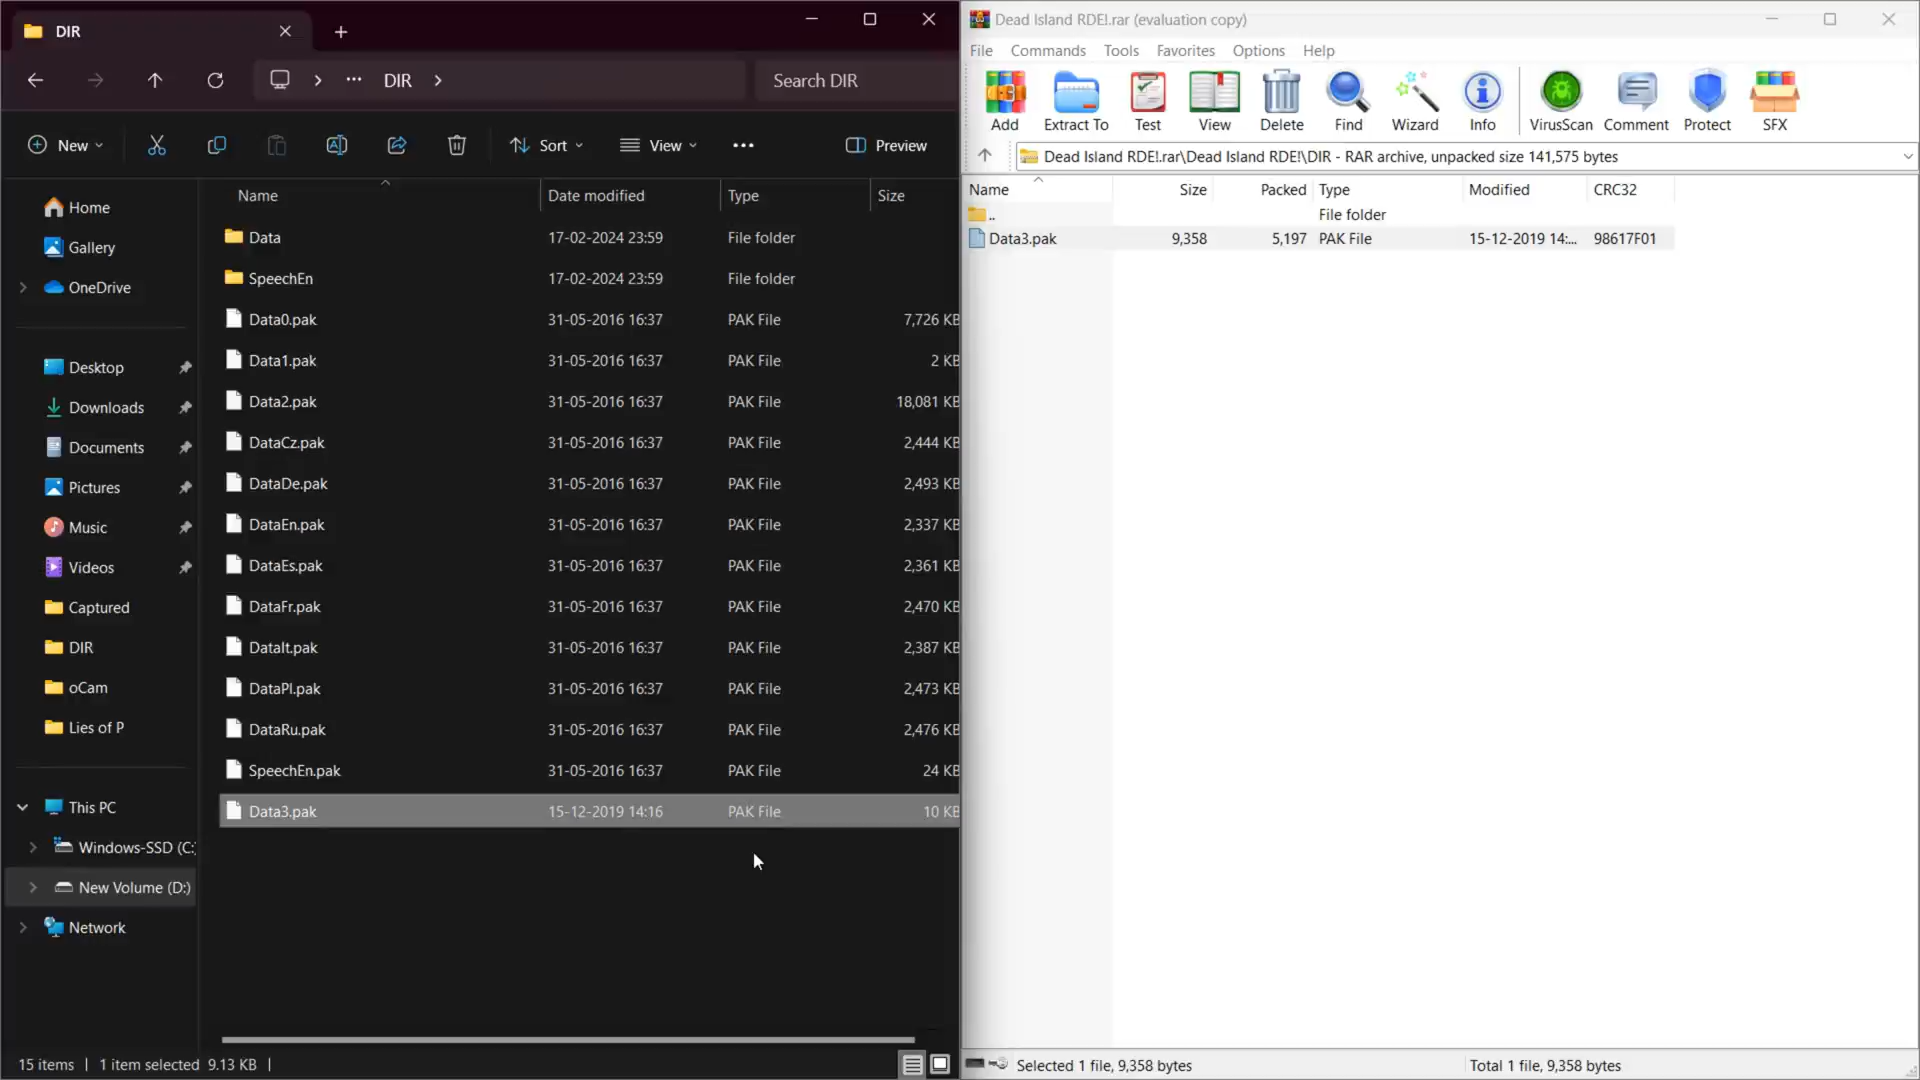 DIR
DIR
Search DIR
New
Sort
View
Preview
Name Date modified Type Size
Home
Gallery
OneDrive
Desktop
Downloads
Documents
Pictures
Music
Videos
Captured
DIR
oCam
Lies of P
This PC
Windows-SSD (C:)
New Volume (D:)
Network
Data 17-02-2024 23:59 File folder
SpeechEn 17-02-2024 23:59 File folder
Data0.pak 31-05-2016 16:37 PAK File 7,726 KB
Data1.pak 31-05-2016 16:37 PAK File 2 KB
Data2.pak 31-05-2016 16:37 PAK File 18,081 KB
DataCz.pak 31-05-2016 16:37 PAK File 2,444 KB
DataDe.pak 31-05-2016 16:37 PAK File 2,493 KB
DataEn.pak 31-05-2016 16:37 PAK File 2,337 KB
DataEs.pak 31-05-2016 16:37 PAK File 2,361 KB
DataFr.pak 31-05-2016 16:37 PAK File 2,470 KB
DataIt.pak 31-05-2016 16:37 PAK File 2,387 KB
DataPl.pak 31-05-2016 16:37 PAK File 2,473 KB
DataRu.pak 31-05-2016 16:37 PAK File 2,476 KB
SpeechEn.pak 31-05-2016 16:37 PAK File 24 KB
Data3.pak 15-12-2019 14:16 PAK File 10 KB
15 items | 1 item selected 9.13 KB |
Dead Island RDE!.rar (evaluation copy)
File Commands Tools Favorites Options Help
Add Extract To Test View Delete Find Wizard Info VirusScan Comment Protect SFX
Dead Island RDE!.rar\Dead Island RDE!\DIR - RAR archive, unpacked size 141,575 bytes
Name Size Packed Type Modified CRC32
.. File folder
Data3.pak 9,358 5,197 PAK File 15-12-2019 14:... 98617F01
Selected 1 file, 9,358 bytes
Total 1 file, 9,358 bytes